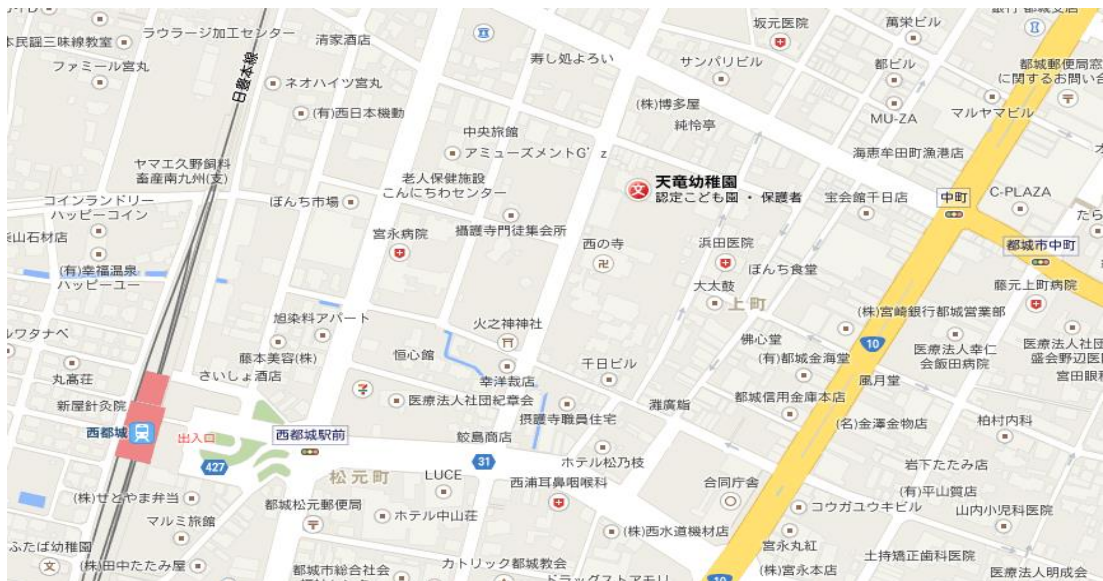 坂元医院
萬栄ビル
銀行 都城支店
本民謡三味線教室
ラウラージ加工センター
清家酒店
寿し処よろい
サンパリビル
都ビル
都城郵便局窓
に関するお問い合
ファミール宮丸
日豊本線
ネオハイツ宮丸
(有)西日本機動
(株)博多屋
純怜亭
MU-ZA
マルヤマビル
中央旅館
アミューズメントG'z
海恵牟田町漁港店
ヤマエ久野飼料
畜産南九州(支)
老人保健施設
こんにちわセンター
天竜幼稚園
認定こども園・保護者
宝会館千日店
中町
C-PLAZA
コインランドリー
ハッピーコイン
ぼんち市場
たら
柴山石材店
宮永病院
攝護寺門徒集会所
西の寺
浜田医院
ぼんち食堂
都城市中町
(有)幸福温泉
ハッピーユー
大太鼓
上町
藤元上町病院
旭染料アパート
火之神神社
(株)宮崎銀行都城営業部
ルワタナベ
藤本美容(株)
恒心館
千日ビル
佛心堂
(有)都城金海堂
10
医療法人幸仁
会飯田病院
医療法人社団
盛会野辺医
宮田眼科
丸高荘
さいしょ酒店
幸洋裁店
風月堂
新屋針灸院
医療法人社団紀章会
摂護寺職員住宅
灘廣鮨
都城信用金庫本店
(名)金澤金物店
柏村内科
西都城
出入口
西都城駅前
鮫島商店
427
31
ホテル松乃枝
岩下たたみ店
松元町
LUCE
西浦耳鼻咽喉科
合同庁舎
(有)平山質店
(株)せとやま弁当
都城松元郵便局
コウガユウキビル
山内小児科医院
マルミ旅館
ホテル中山荘
(株)西水道機材店
宮永丸紅
ふたば幼稚園
(株)田中たたみ屋
都城市総合社会
カトリック都城教会
土持矯正歯科医院
ドラッグストアモリ
10
(株)宮永本店
医療法人明成会